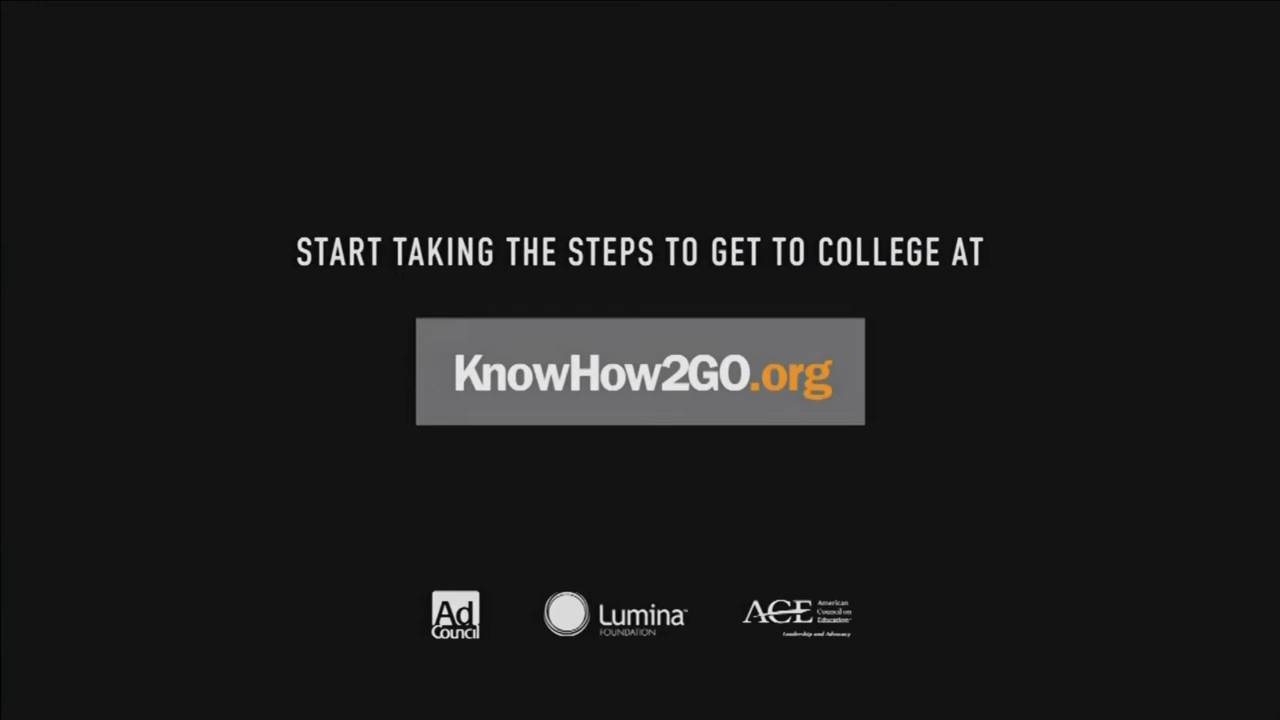 START TAKING THE STEPS TO GET TO COLLEGE AT
KnowHow2GO.org
Ad
Council
Lumina™
FOUNDATION
ACE
American
Council on
Education
Leadership and Advocacy